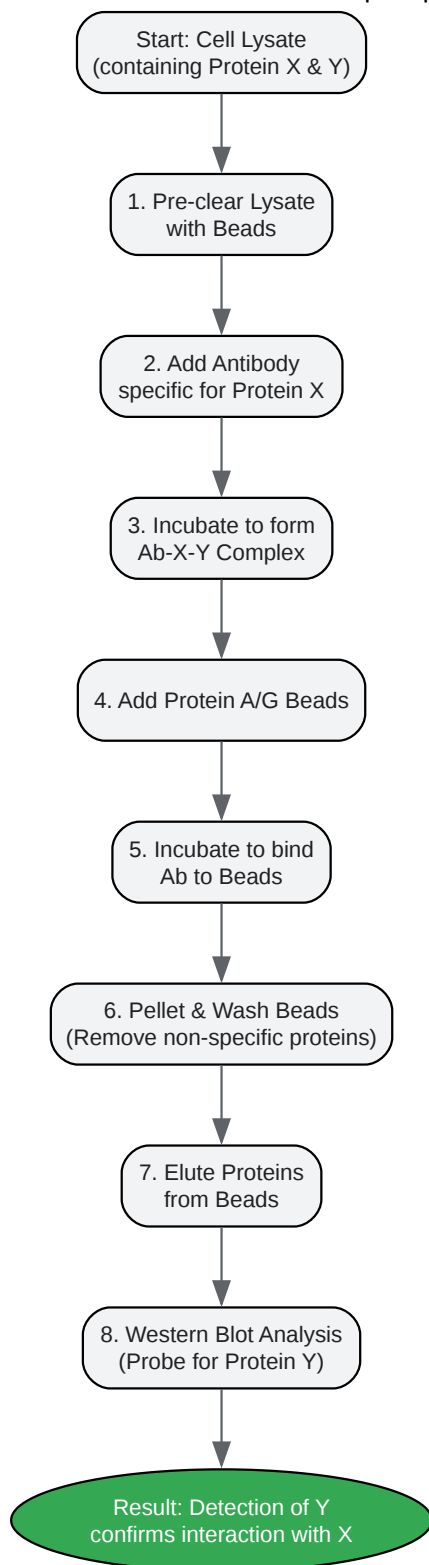 Start: Cell Lysate
(containing Protein X & Y)
1. Pre-clear Lysate
with Beads
2. Add Antibody
specific for Protein X
3. Incubate to form
Ab-X-Y Complex
4. Add Protein A/G Beads
5. Incubate to bind
Ab to Beads
6. Pellet & Wash Beads
(Remove non-specific proteins)
7. Elute Proteins
from Beads
8. Western Blot Analysis
(Probe for Protein Y)
Result: Detection of Y
confirms interaction with X